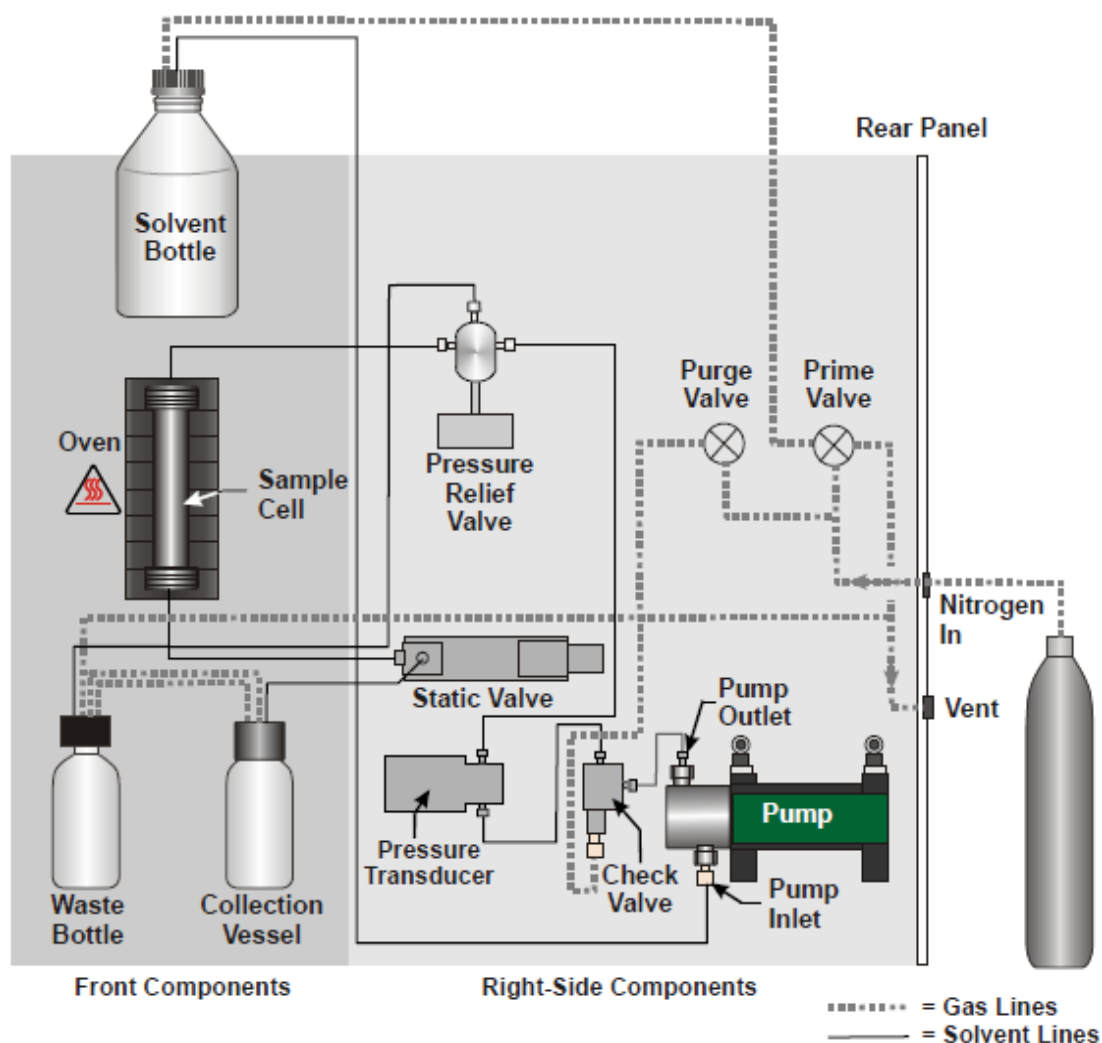 Rear Panel
Solvent
Bottle
Purge
Valve
Prime
Valve
Oven
Sample
Cell
Pressure
Relief
Valve
Nitrogen
In
Static Valve
Pump
Outlet
Vent
Pump
Pressure
Transducer
Check
Valve
Pump
Inlet
Waste
Bottle
Collection
Vessel
Front Components
Right-Side Components
= Gas Lines
= Solvent Lines